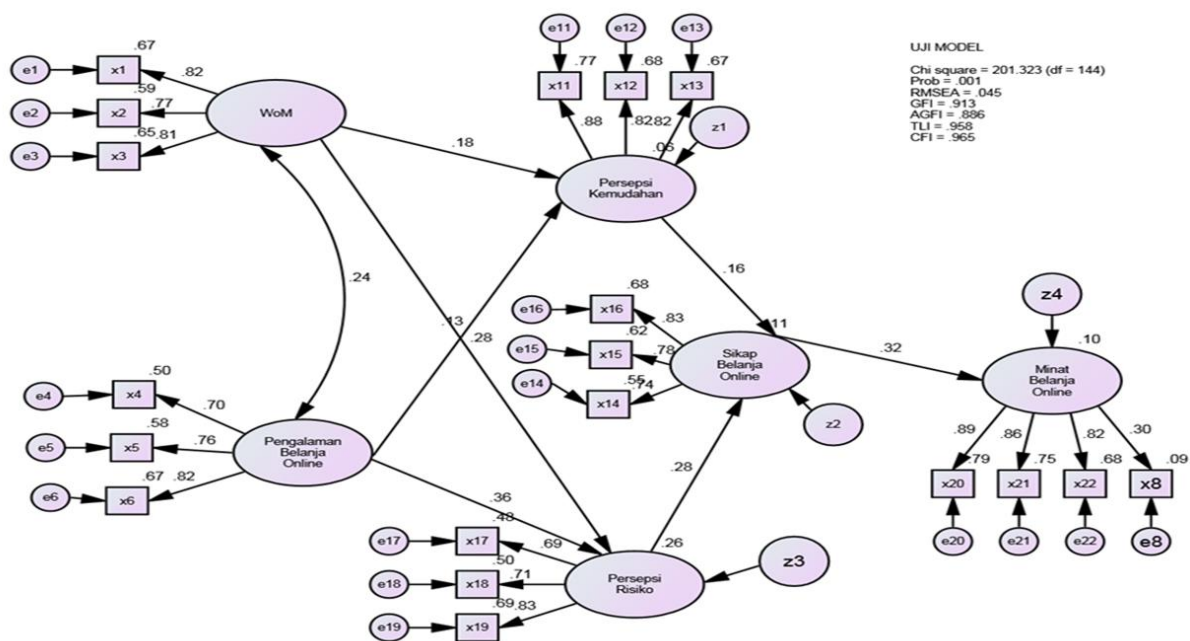 UJI MODEL
Chi square = 201.323 (df = 144)
Prob = .001
RMSEA = .045
GFI = .913
AGFI = .886
TLI = .958
CFI = .965
e11
e12
e13
.77
.68
.67
x11
x12
x13
.88
.82
.82
z1
.06
Persepsi
Kemudahan
.67
e1
x1
.82
.59
e2
x2
.77
.65
.81
e3
x3
WoM
.18
.24
.13
.28
.16
.50
e4
x4
.70
.58
e5
x5
.76
.67
.82
e6
x6
Pengalaman
Belanja
Online
.36
.68
e16
x16
.83
.62
e15
x15
.78
.55
e14
x14
.74
.11
Sikap
Belanja
Online
z2
.32
.28
z4
.10
Minat
Belanja
Online
.89
.86
.82
.30
.79
.75
.68
.09
x20
x21
x22
x8
e20
e21
e22
e8
.48
e17
x17
.69
.50
e18
x18
.71
.69
.83
e19
x19
.26
Persepsi
Risiko
z3